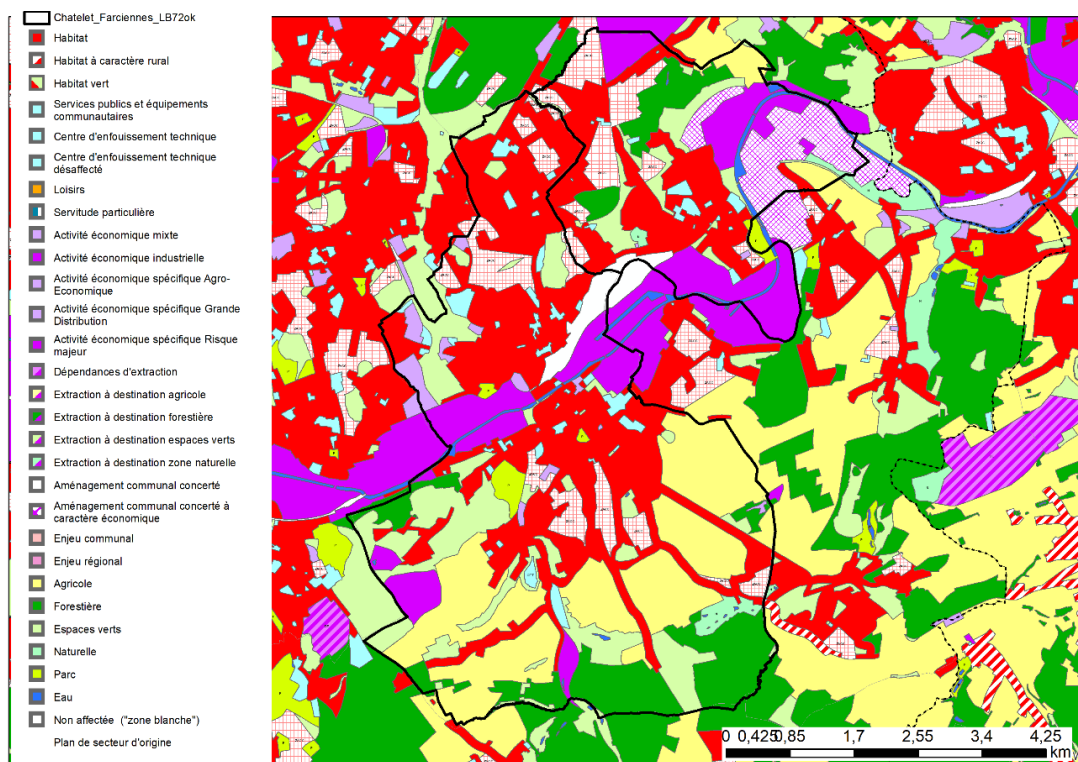 Chatelet_Farciennes_LB72ok
Habitat
Habitat à caractère rural
Habitat vert
Services publics et équipements
communautaires
Centre d'enfouissement technique
Centre d'enfouissement technique
désaffecté
Loisirs
Servitude particulière
Activité économique mixte
Activité économique industrielle
Activité économique spécifique Agro-
Economique
Activité économique spécifique Grande
Distribution
Activité économique spécifique Risque
majeur
Dépendances d'extraction
Extraction à destination agricole
Extraction à destination forestière
Extraction à destination espaces verts
Extraction à destination zone naturelle
Aménagement communal concerté
Aménagement communal concerté à
caractère économique
Enjeu communal
Enjeu régional
Agricole
Forestière
Espaces verts
Naturelle
Parc
Eau
Non affectée ("zone blanche")
Plan de secteur d'origine
0 0,425 0,85 1,7 2,55 3,4 4,25
km